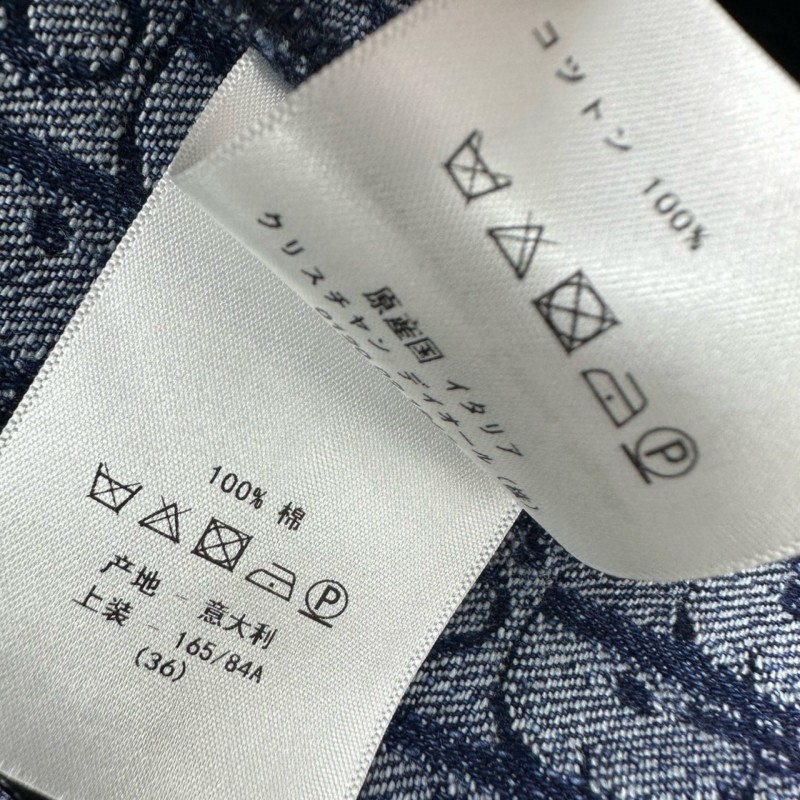 コットン 100%
P
原産国 イタリア
クリスチャン ディオール
100% 棉
P
产地 - 意大利
上装 - 165/84A
(36)